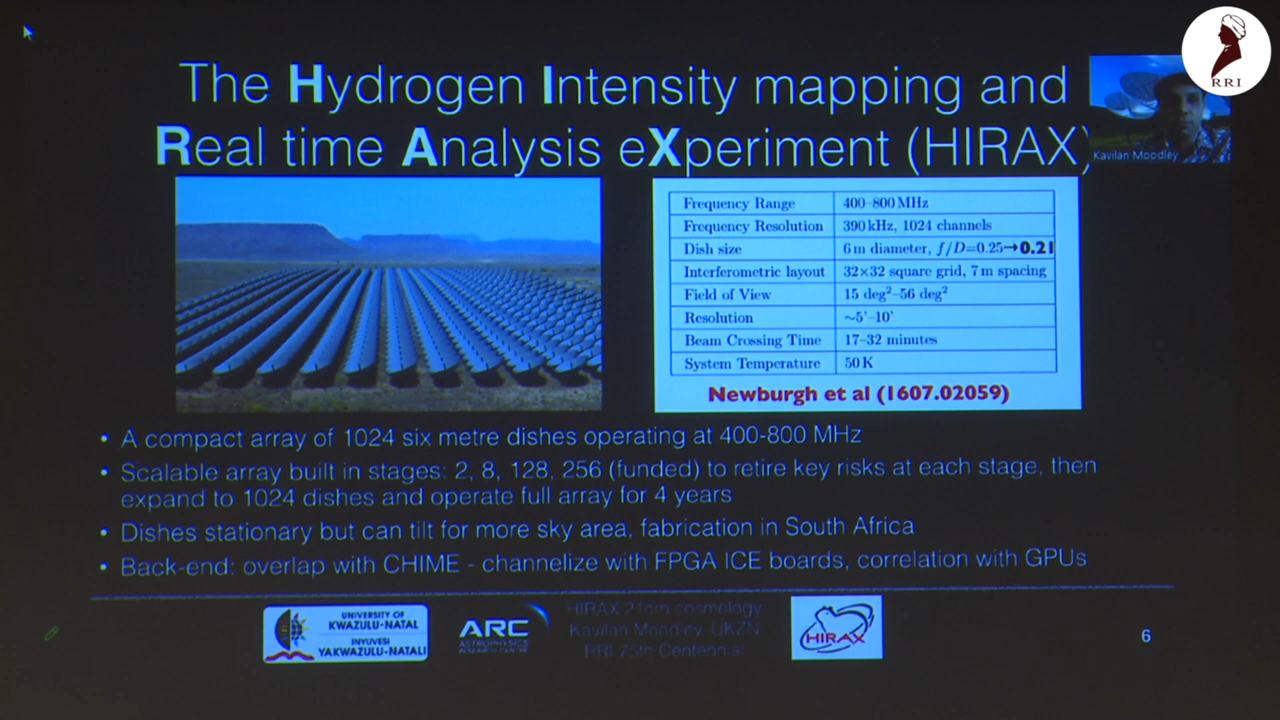 RRI
The Hydrogen Intensity mapping and
Real time Analysis eXperiment (HIRAX)
Kavilan Moodley
Frequency Range 400–800 MHz
Frequency Resolution 390 kHz, 1024 channels
Dish size 6 m diameter, f/D=0.25→0.21
Interferometric layout 32×32 square grid, 7 m spacing
Field of View 15 deg²–56 deg²
Resolution ~5'–10'
Beam Crossing Time 17–32 minutes
System Temperature 50 K
Newburgh et al (1607.02059)
• A compact array of 1024 six metre dishes operating at 400-800 MHz
• Scalable array built in stages: 2, 8, 128, 256 (funded) to retire key risks at each stage, then
expand to 1024 dishes and operate full array for 4 years
• Dishes stationary but can tilt for more sky area, fabrication in South Africa
• Back-end: overlap with CHIME - channelize with FPGA ICE boards, correlation with GPUs
UNIVERSITY OF
KWAZULU-NATAL
INYUVESI
YAKWAZULU-NATALI
ARC
ASTROPHYSICS
RESEARCH CENTRE
HIRAX 21cm cosmology
Kavilan Moodley, UKZN
RRI 75th Centennial
HIRAX
6